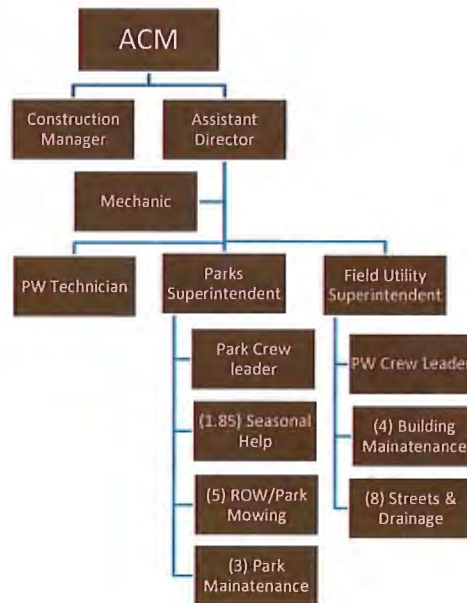 ACM
Construction
Manager
Assistant
Director
Mechanic
PW Technician
Parks
Superintendent
Field Utility
Superintendent
Park Crew
leader
PW Crew Leader
(1.85) Seasonal
Help
(4) Building
Mainatenance
(5) ROW/Park
Mowing
(8) Streets &
Drainage
(3) Park
Mainatenance